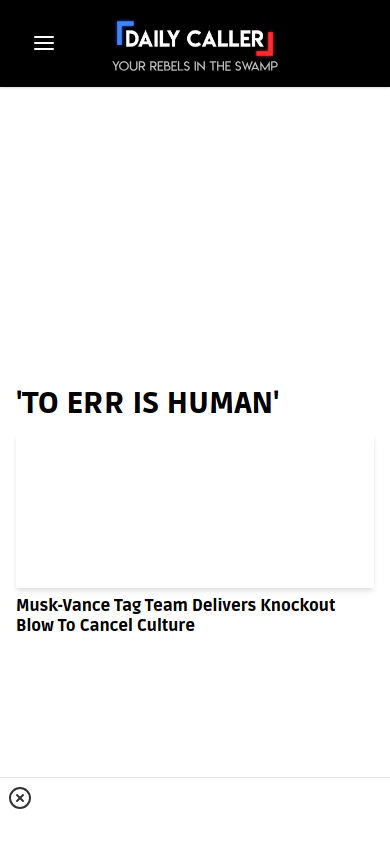 DAILY CALLER
YOUR REBELS IN THE SWAMP
'TO ERR IS HUMAN'
Musk-Vance Tag Team Delivers Knockout
Blow To Cancel Culture